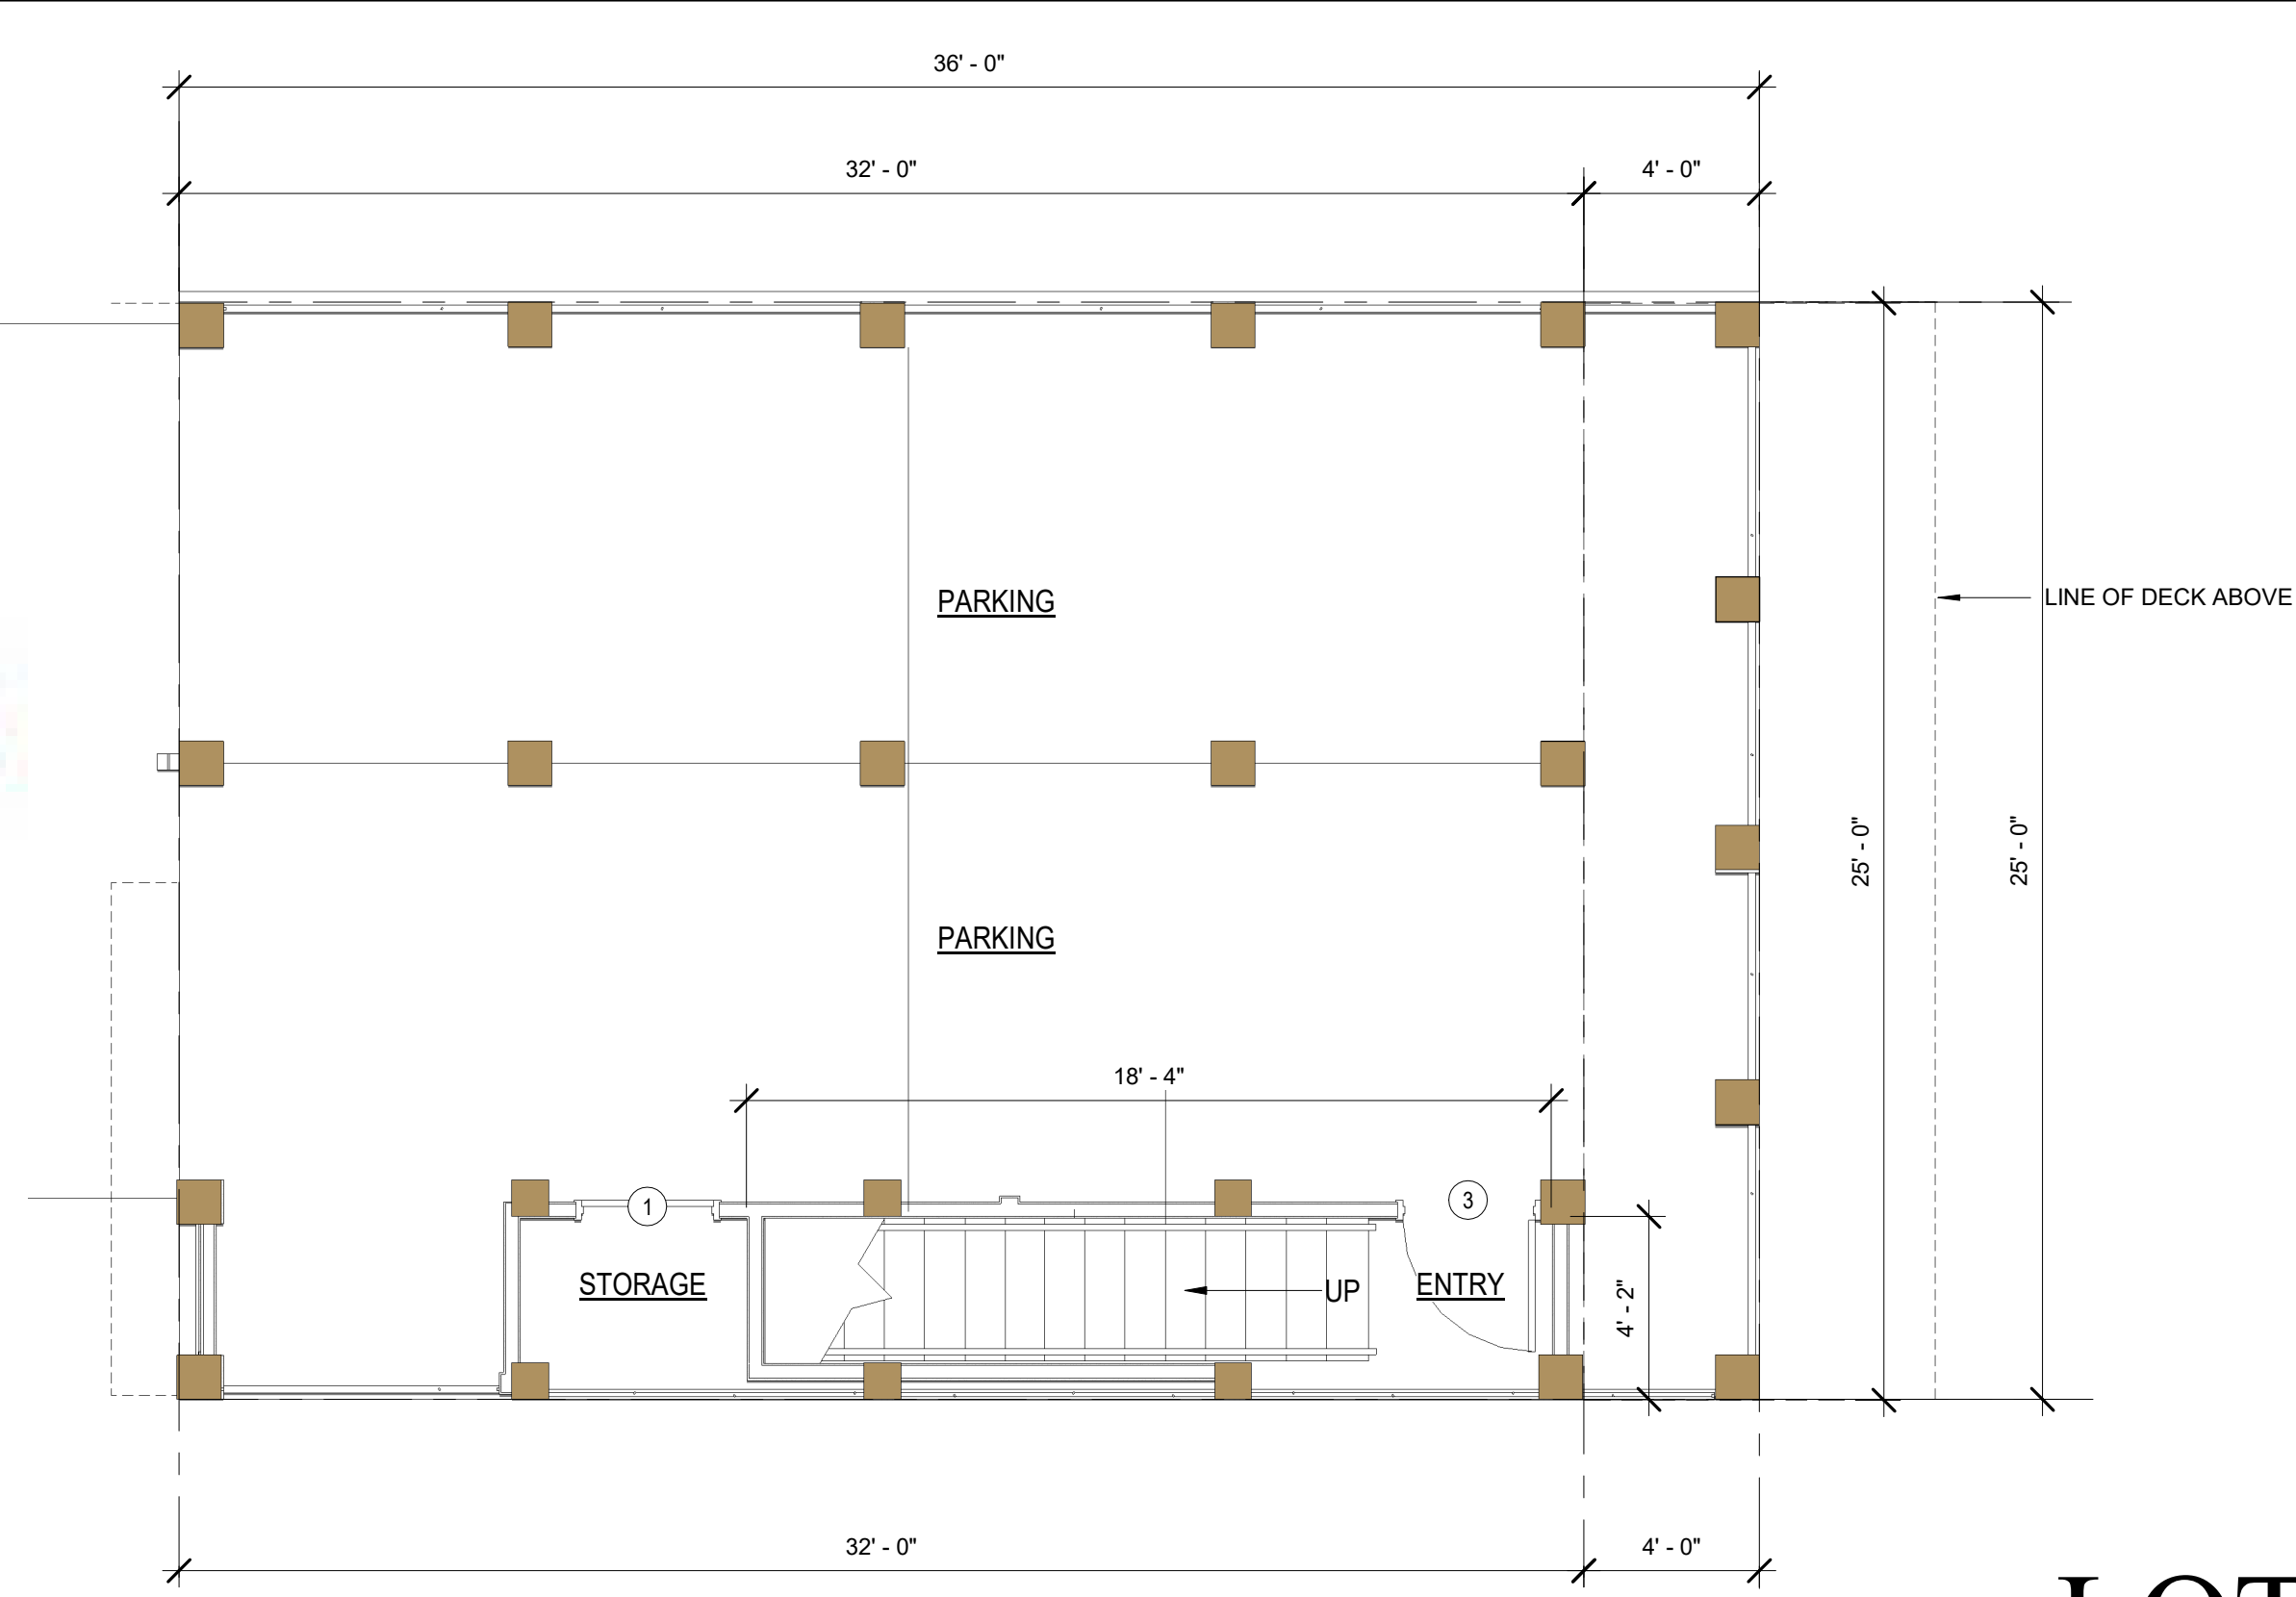 36' - 0"
32' - 0"
4' - 0"
PARKING
LINE OF DECK ABOVE
25' - 0"
25' - 0"
PARKING
18' - 4"
1
3
STORAGE
UP
ENTRY
4' - 2"
32' - 0"
4' - 0"